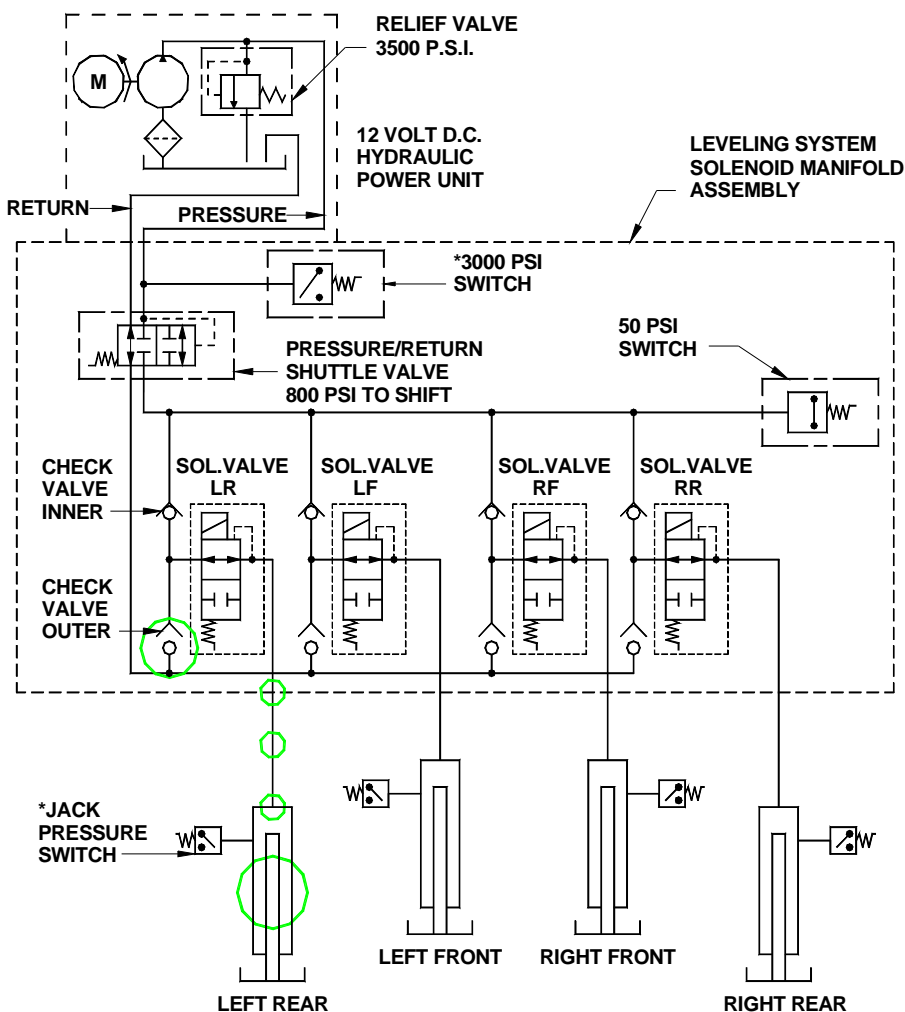 RELIEF VALVE
3500 P.S.I.
M
12 VOLT D.C.
HYDRAULIC
POWER UNIT
LEVELING SYSTEM
SOLENOID MANIFOLD
ASSEMBLY
RETURN
PRESSURE
*3000 PSI
SWITCH
50 PSI
SWITCH
PRESSURE/RETURN
SHUTTLE VALVE
800 PSI TO SHIFT
CHECK
VALVE
INNER
SOL.VALVE
LR
SOL.VALVE
LF
SOL.VALVE
RF
SOL.VALVE
RR
CHECK
VALVE
OUTER
*JACK
PRESSURE
SWITCH
LEFT FRONT
RIGHT FRONT
LEFT REAR
RIGHT REAR